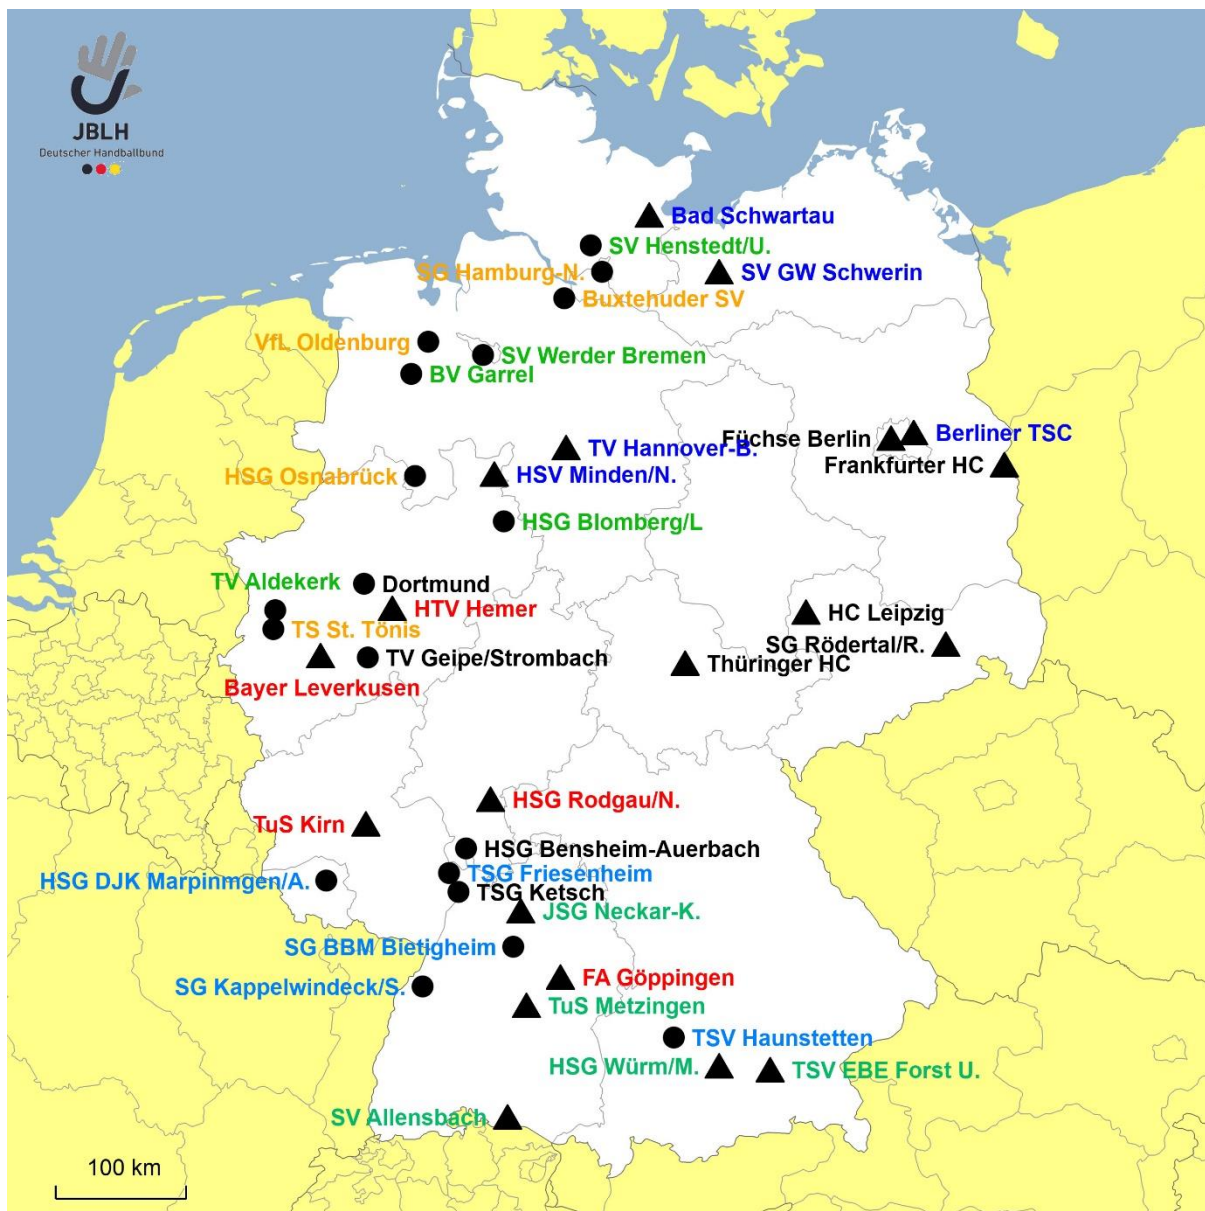 JBLH
Deutscher Handballbund
Bad Schwartau
SV Henstedt/U.
SG Hamburg-N.
SV GW Schwerin
Buxtehuder SV
VfL Oldenburg
SV Werder Bremen
BV Garrel
Füchse Berlin
Berliner TSC
TV Hannover-B.
Frankfurter HC
HSG Osnabrück
HSV Minden/N.
HSG Blomberg/L
TV Aldekerk
Dortmund
HTV Hemer
HC Leipzig
TS St. Tönis
SG Rödertal/R.
TV Geipe/Strombach
Thüringer HC
Bayer Leverkusen
HSG Rodgau/N.
TuS Kirn
HSG Bensheim-Auerbach
HSG DJK Marpinmgen/A.
TSG Friesenheim
TSG Ketsch
JSG Neckar-K.
SG BBM Bietigheim
FA Göppingen
SG Kappelwindeck/S.
TuS Metzingen
TSV Haunstetten
HSG Würm/M.
TSV EBE Forst U.
SV Allensbach
100 km